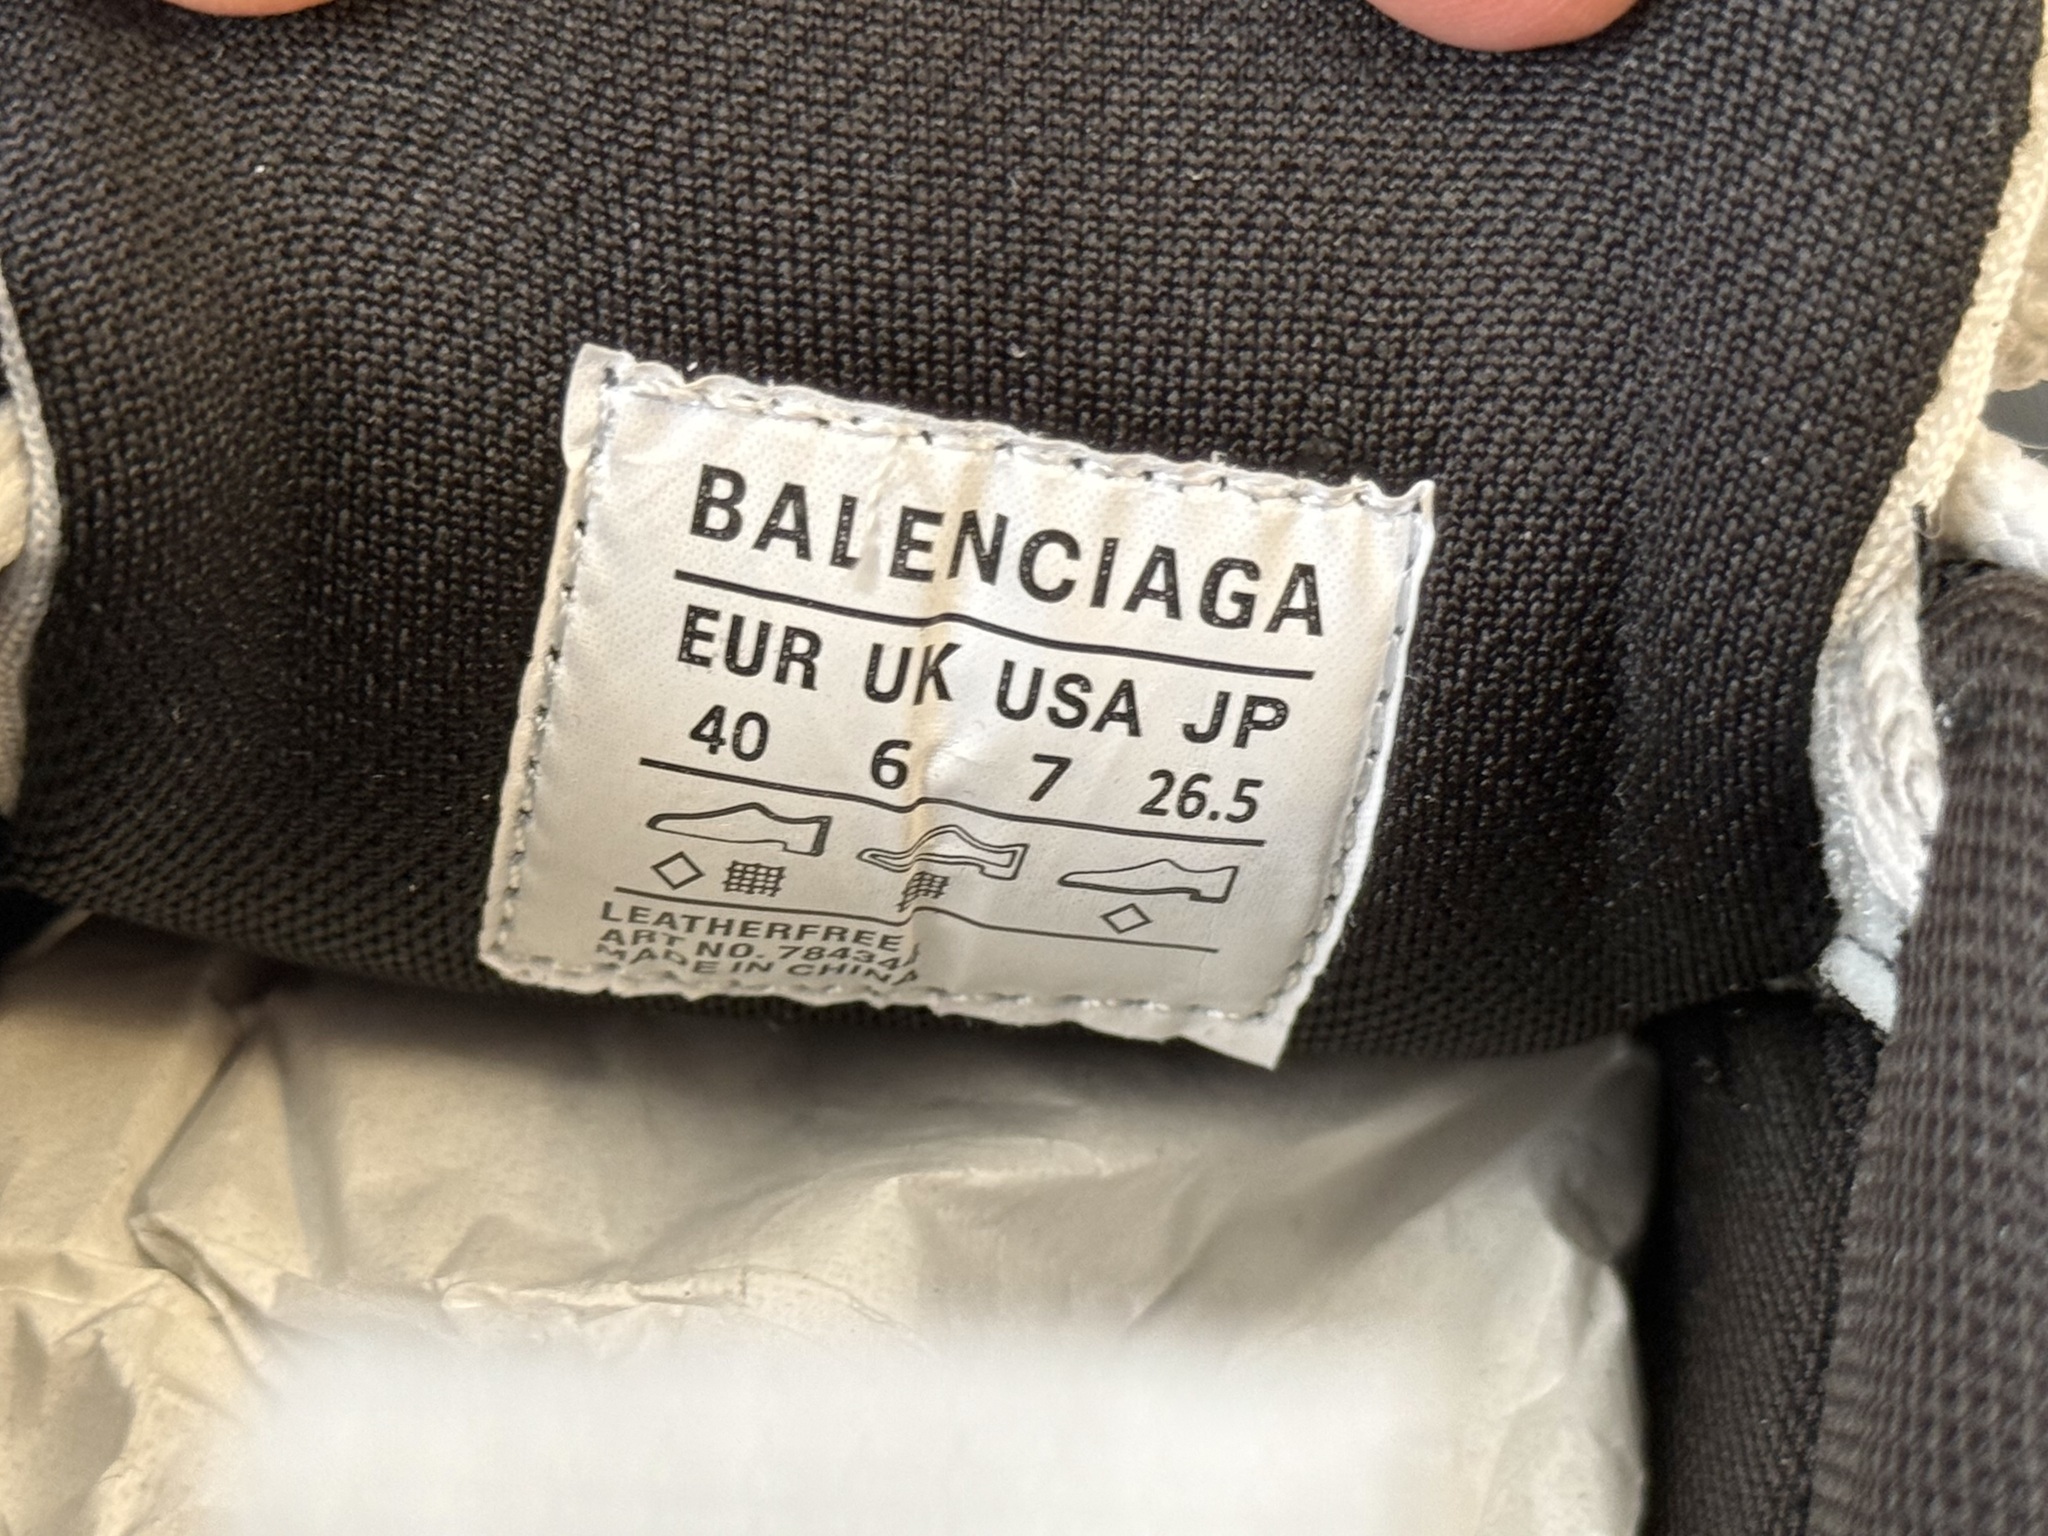 BALENCIAGA
EUR UK USA JP
40 6 7 26.5
LEATHERFREE
ART NO. 78434
MADE IN CHINA